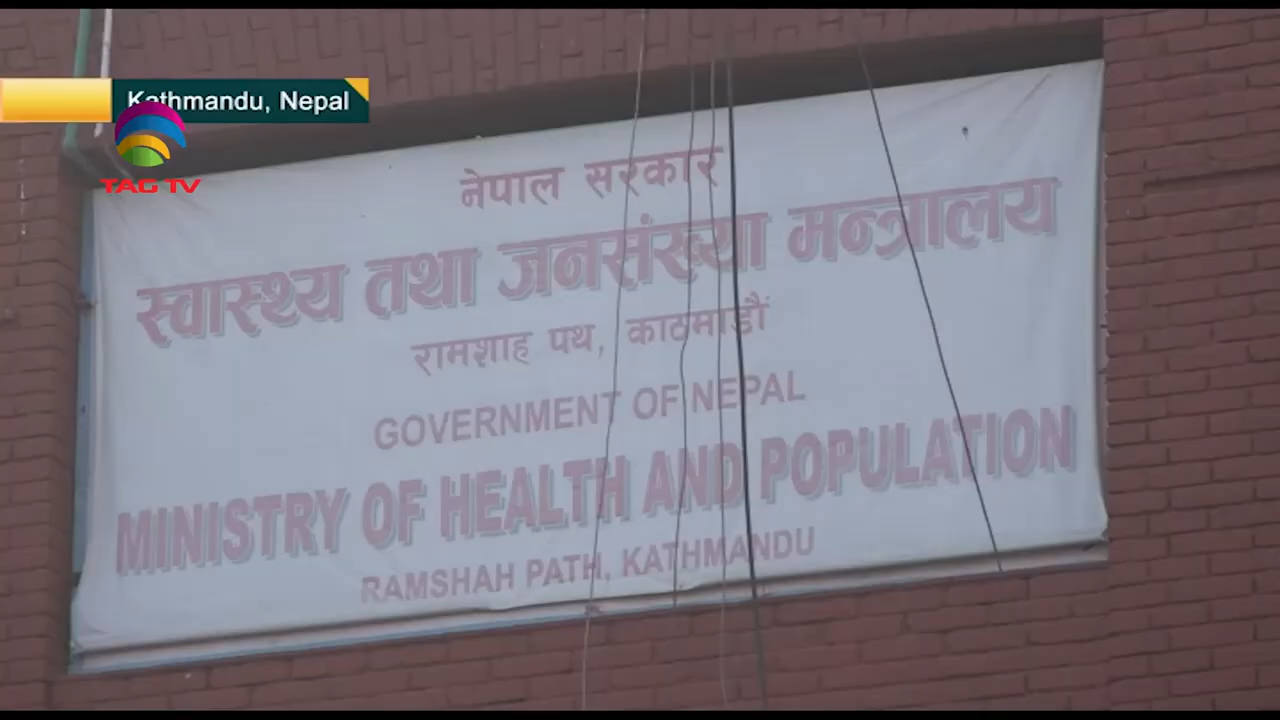 Kathmandu, Nepal
TAG TV
नेपाल सरकार
स्वास्थ्य तथा जनसंख्या मन्त्रालय
रामशाह पथ, काठमाडौं
GOVERNMENT OF NEPAL
MINISTRY OF HEALTH AND POPULATION
RAMSHAH PATH, KATHMANDU